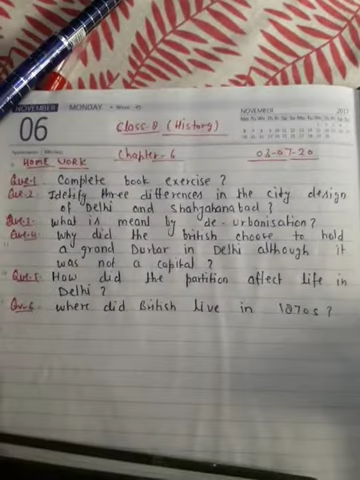 NOVEMBER MONDAY
NOVEMBER 2017
06
Class-8 (History)
Chapter-6 03-07-20
HOME WORK
Que-1 Complete book exercise?
Que-2. Identify three differences in the city design
of Delhi and Shahjahanabad?
Que-3. What is meant by de-urbanisation?
Que-4. Why did the british choose to hold
a grand Durbar in Delhi although it
was not a capital?
Que-5. How did the partition affect life in
Delhi?
Que-6 where did British live in 1870s?